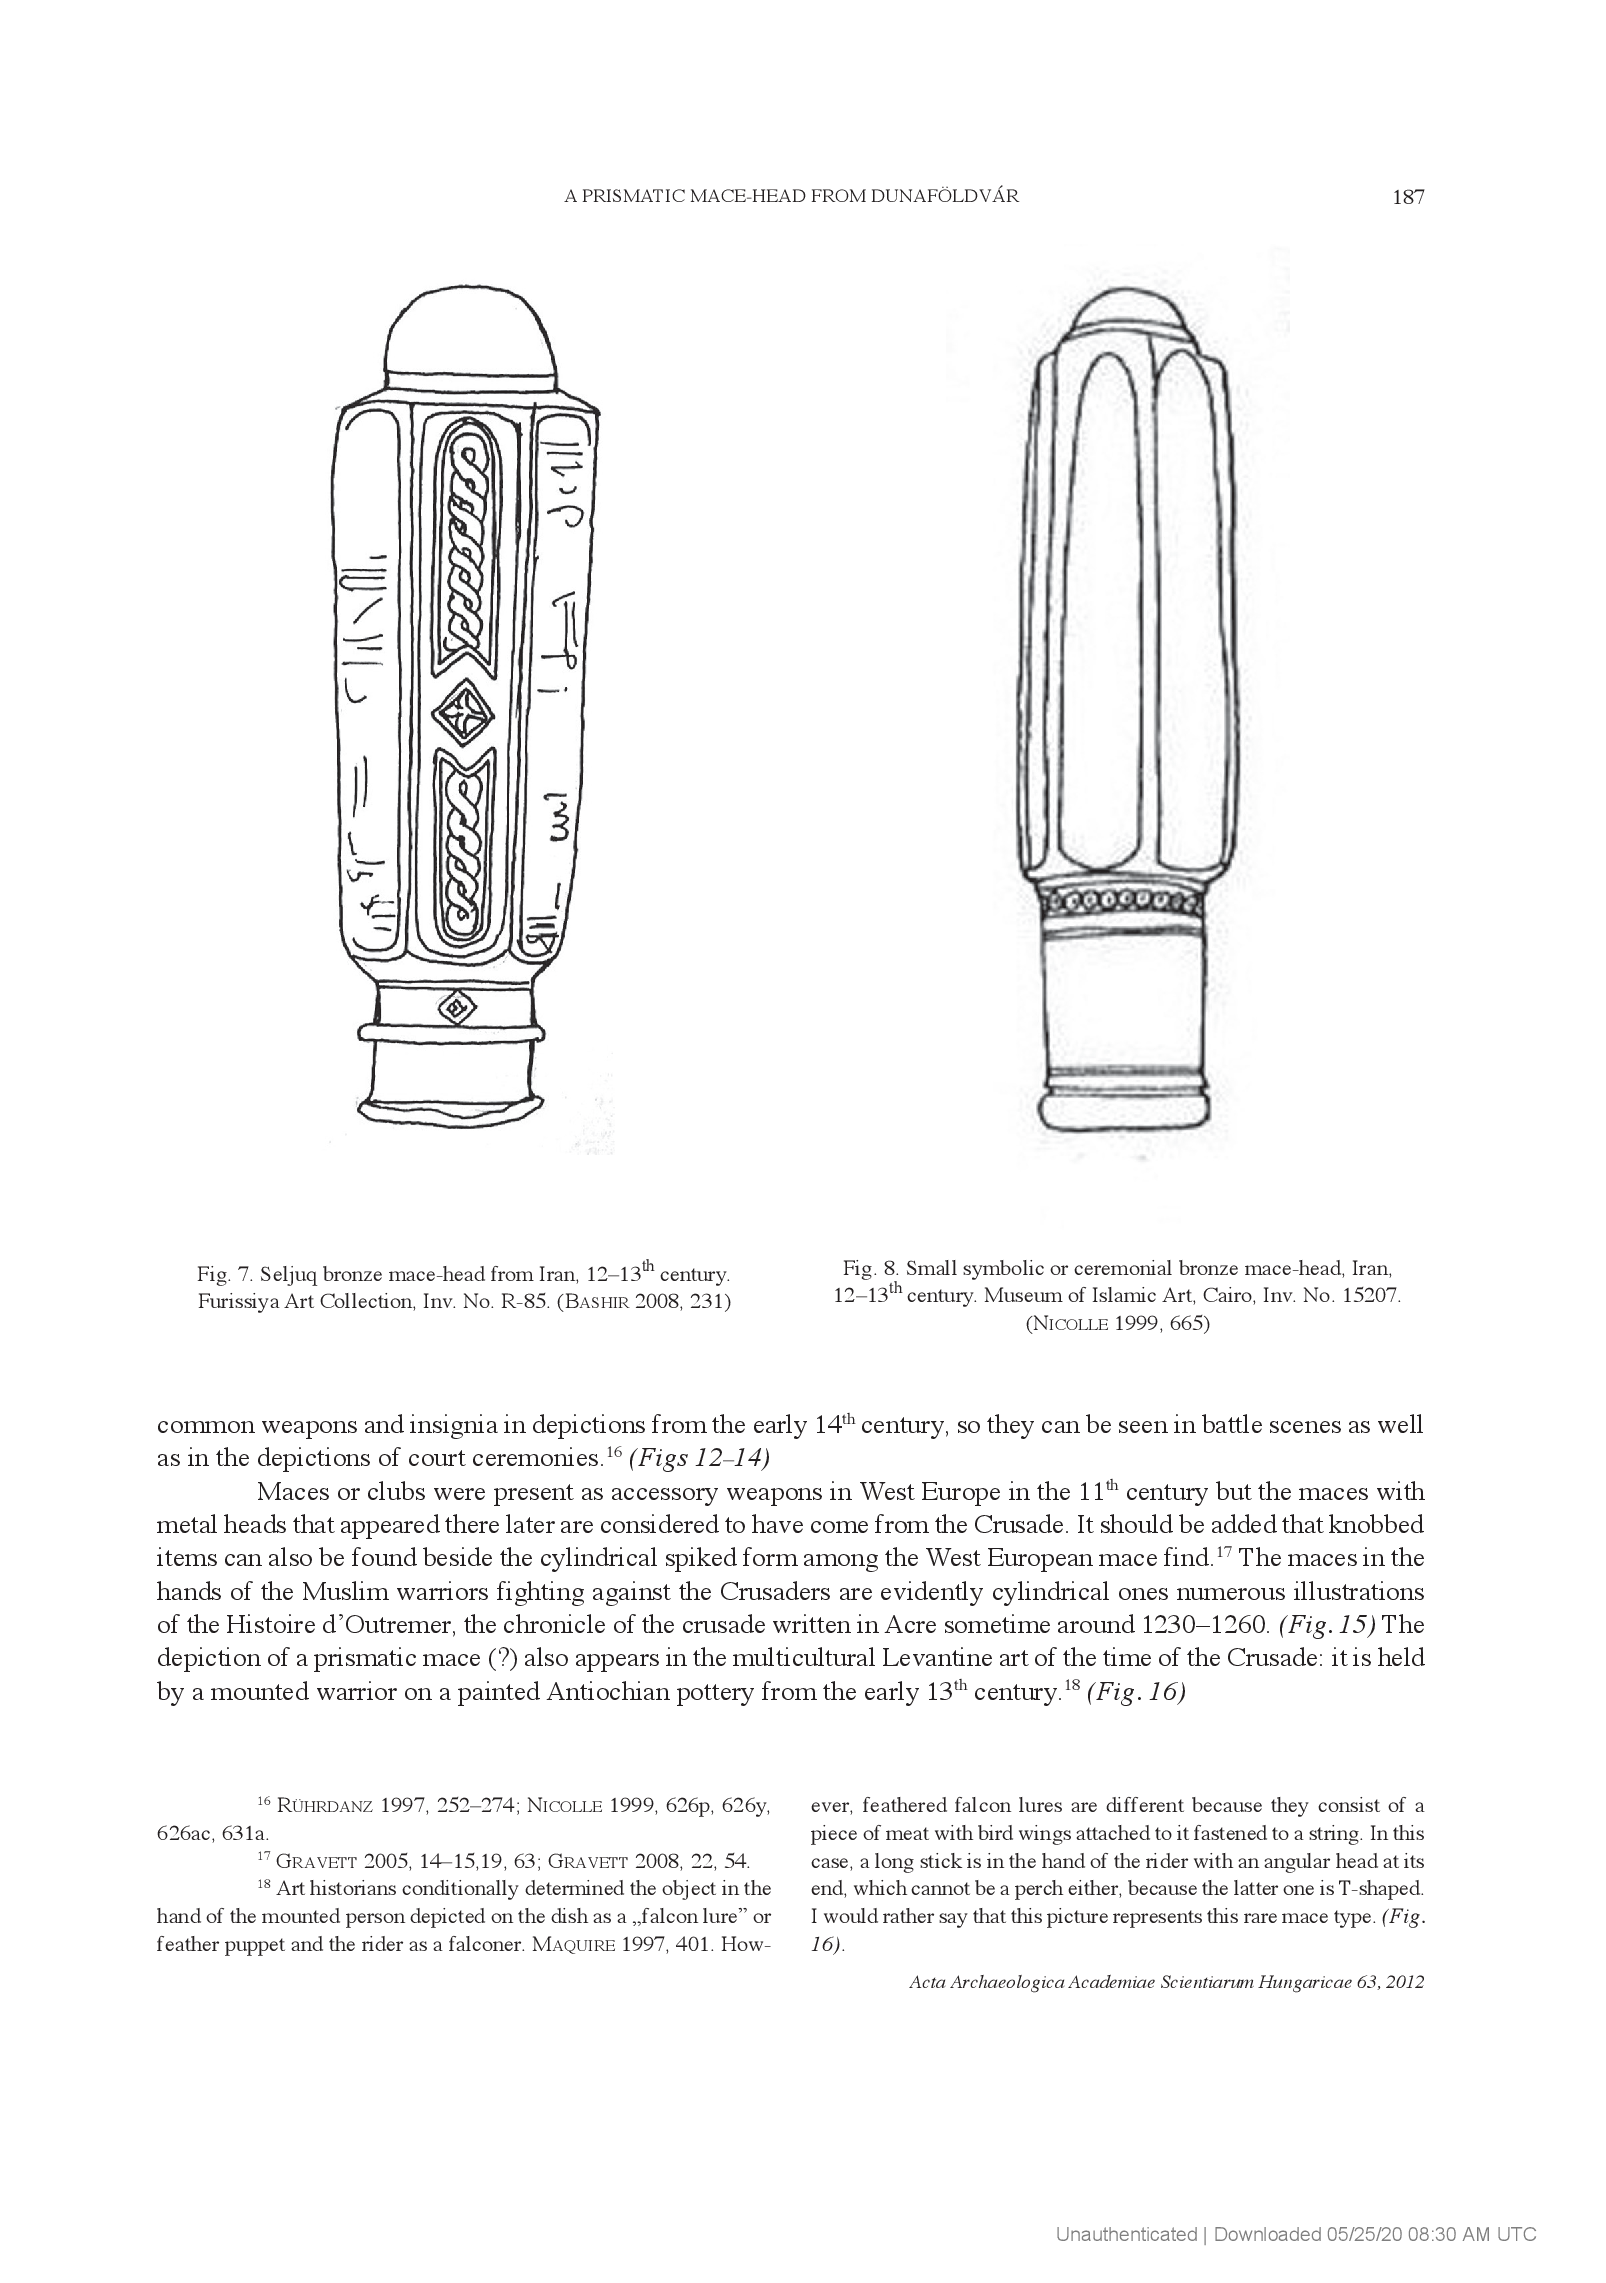 A PRISMATIC MACE-HEAD FROM DUNAFÖLDVÁR 187
Fig. 7. Seljuq bronze mace-head from Iran, 12–13th century.
Furissiya Art Collection, Inv. No. R-85. (BASHIR 2008, 231)
Fig. 8. Small symbolic or ceremonial bronze mace-head, Iran,
12–13th century. Museum of Islamic Art, Cairo, Inv. No. 15207.
(NICOLLE 1999, 665)
common weapons and insignia in depictions from the early 14th century, so they can be seen in battle scenes as well
as in the depictions of court ceremonies.16 (Figs 12–14)
Maces or clubs were present as accessory weapons in West Europe in the 11th century but the maces with
metal heads that appeared there later are considered to have come from the Crusade. It should be added that knobbed
items can also be found beside the cylindrical spiked form among the West European mace find.17 The maces in the
hands of the Muslim warriors fighting against the Crusaders are evidently cylindrical ones numerous illustrations
of the Histoire d’Outremer, the chronicle of the crusade written in Acre sometime around 1230–1260. (Fig. 15) The
depiction of a prismatic mace (?) also appears in the multicultural Levantine art of the time of the Crusade: it is held
by a mounted warrior on a painted Antiochian pottery from the early 13th century.18 (Fig. 16)
16 RÜHRDANZ 1997, 252–274; NICOLLE 1999, 626p, 626y,
626ac, 631a.
17 GRAVETT 2005, 14–15,19, 63; GRAVETT 2008, 22, 54.
18 Art historians conditionally determined the object in the
hand of the mounted person depicted on the dish as a „falcon lure” or
feather puppet and the rider as a falconer. MAQUIRE 1997, 401. How-
ever, feathered falcon lures are different because they consist of a
piece of meat with bird wings attached to it fastened to a string. In this
case, a long stick is in the hand of the rider with an angular head at its
end, which cannot be a perch either, because the latter one is T-shaped.
I would rather say that this picture represents this rare mace type. (Fig.
16).
Acta Archaeologica Academiae Scientiarum Hungaricae 63, 2012
Unauthenticated | Downloaded 05/25/20 08:30 AM UTC